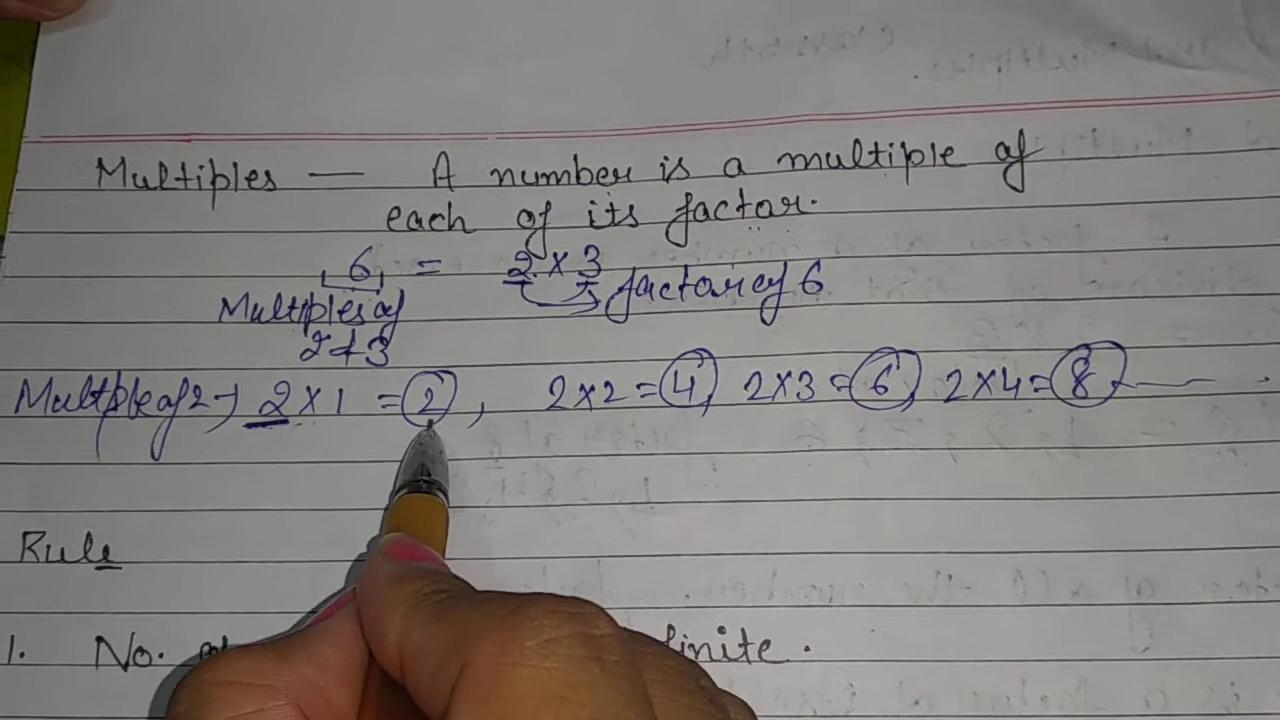 Multiples — A number is a multiple of
each of its factor.
6 = 2 × 3
Multiples of
2 & 3
factor of 6
Multiple of 2 → 2 × 1 = 2, 2 × 2 = 4, 2 × 3 = 6, 2 × 4 = 8 ——
Rule
1. No. finite.